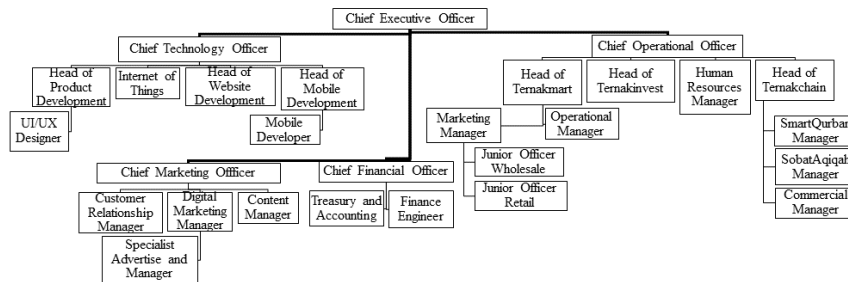 Chief Executive Officer
Chief Technology Officer
Chief Operational Officer
Head of
Product
Development
Internet of
Things
Head of
Website
Development
Head of
Mobile
Development
Head of
Ternakmart
Head of
Ternakinvest
Human
Resources
Manager
Head of
Ternakchain
UI/UX
Designer
Mobile
Developer
Marketing
Manager
Operational
Manager
SmartQurban
Manager
Junior Officer
Wholesale
SobatAqiqah
Manager
Junior Officer
Retail
Commercial
Manager
Chief Marketing Offficer
Chief Financial Officer
Customer
Relationship
Manager
Digital
Marketing
Manager
Content
Manager
Treasury and
Accounting
Finance
Engineer
Specialist
Advertise and
Manager